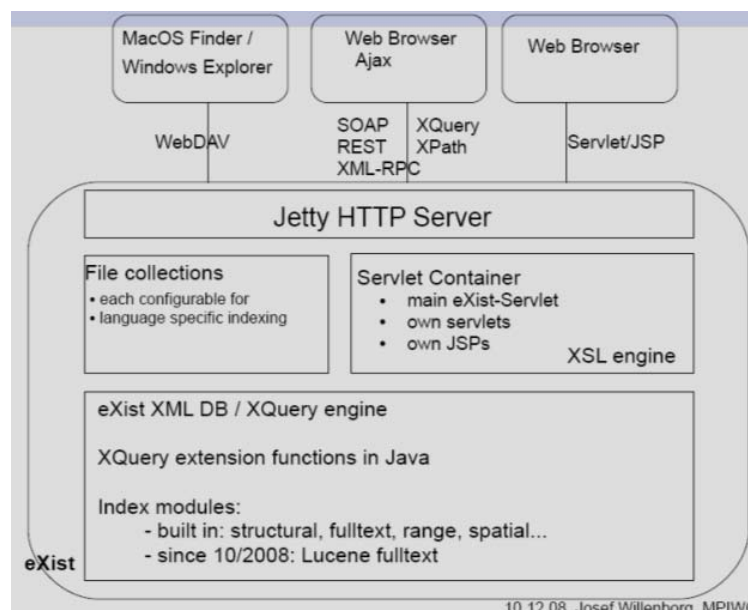 MacOS Finder /
Windows Explorer
Web Browser
Ajax
Web Browser
WebDAV
SOAP
REST
XML-RPC
XQuery
XPath
Servlet/JSP
Jetty HTTP Server
File collections
• each configurable for
• language specific indexing
Servlet Container
• main eXist-Servlet
• own servlets
• own JSPs
XSL engine
eXist XML DB / XQuery engine
XQuery extension functions in Java
Index modules:
- built in: structural, fulltext, range, spatial...
- since 10/2008: Lucene fulltext
eXist
10.12.08, Josef Willenborg, MPIW